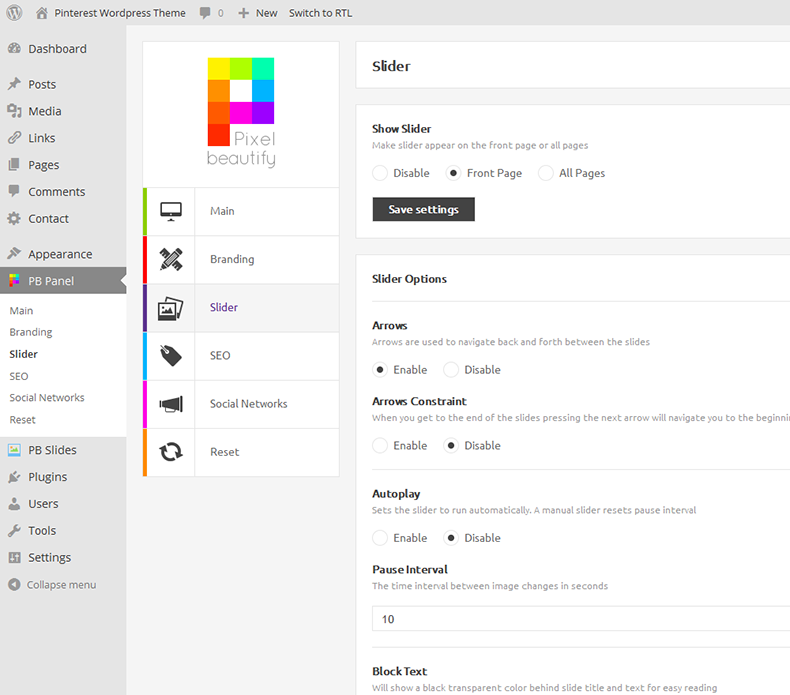 Pinterest Wordpress Theme 0 New Switch to RTL
Dashboard
Posts
Media
Links
Pages
Comments
Contact
Appearance
PB Panel
Main
Branding
Slider
SEO
Social Networks
Reset
PB Slides
Plugins
Users
Tools
Settings
Collapse menu
Pixel
beautify
Main
Branding
Slider
SEO
Social Networks
Reset
Slider
Show Slider
Make slider appear on the front page or all pages
Disable Front Page All Pages
Save settings
Slider Options
Arrows
Arrows are used to navigate back and forth between the slides
Enable Disable
Arrows Constraint
When you get to the end of the slides pressing the next arrow will navigate you to the beginnin
Enable Disable
Autoplay
Sets the slider to run automatically. A manual slider resets pause interval
Enable Disable
Pause Interval
The time interval between image changes in seconds
10
Block Text
Will show a black transparent color behind slide title and text for easy reading